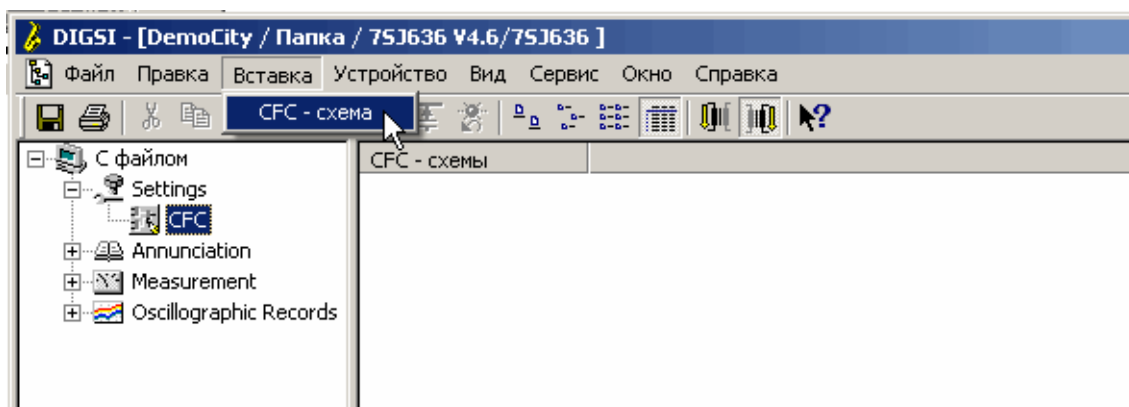 DIGSI - [DemoCity / Папка / 7SJ636 V4.6/7SJ636 ]
Файл Правка Вставка Устройство Вид Сервис Окно Справка
CFC - схема
С файлом
CFC - схемы
Settings
CFC
Annunciation
Measurement
Oscillographic Records